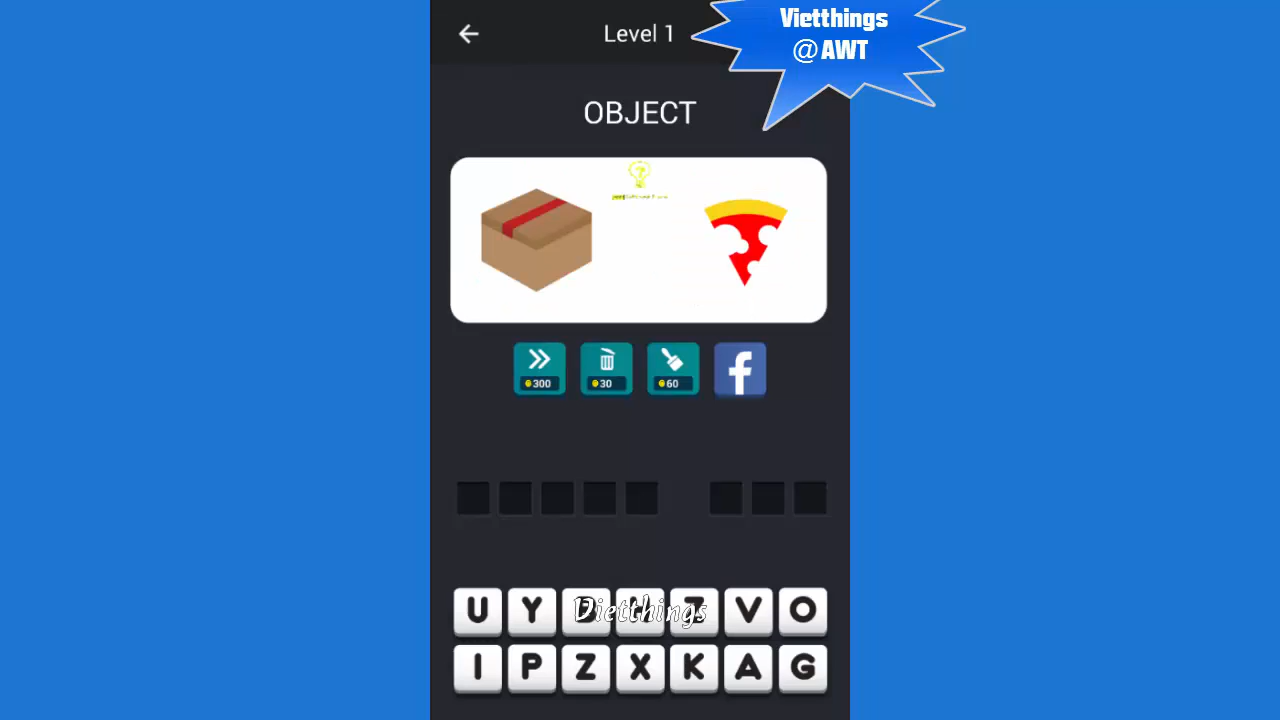 Vietthings
@AWT
Level 1
OBJECT
300 30 60 f
U Y B N Z V O
Vietthings
I P Z X K A G